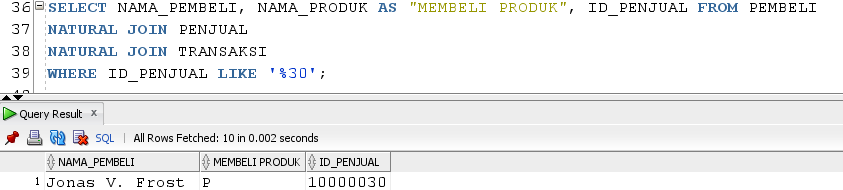 36 SELECT NAMA_PEMBELI, NAMA_PRODUK AS "MEMBELI PRODUK", ID_PENJUAL FROM PEMBELI
37 NATURAL JOIN PENJUAL
38 NATURAL JOIN TRANSAKSI
39 WHERE ID_PENJUAL LIKE '%30';
Query Result x
SQL | All Rows Fetched: 10 in 0.002 seconds
NAMA_PEMBELI MEMBELI PRODUK ID_PENJUAL
1 Jonas V. Frost P 10000030